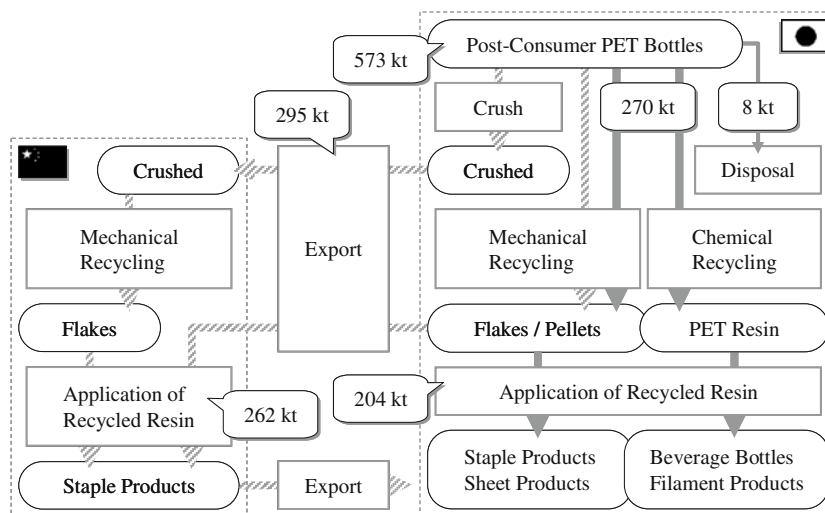 Post-Consumer PET Bottles
573 kt
Crush
270 kt
8 kt
295 kt
Crushed
Crushed
Disposal
Export
Mechanical
Recycling
Mechanical
Recycling
Chemical
Recycling
Flakes
Flakes / Pellets
PET Resin
Application of
Recycled Resin
262 kt
204 kt
Application of Recycled Resin
Staple Products
Export
Staple Products
Sheet Products
Beverage Bottles
Filament Products